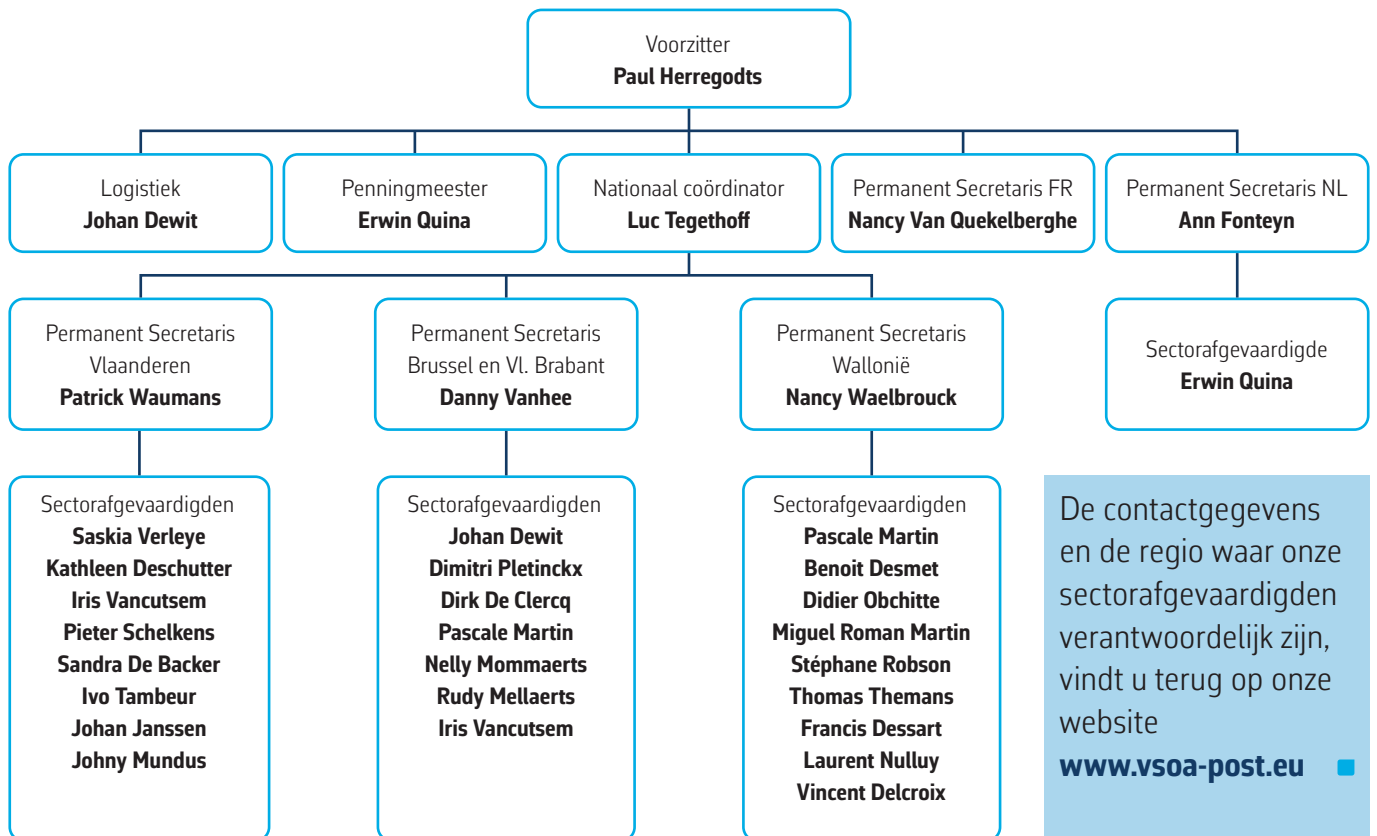 Voorzitter
Paul Herregodts
Logistiek
Johan Dewit
Penningmeester
Erwin Quina
Nationaal coördinator
Luc Tegethoff
Permanent Secretaris FR
Nancy Van Quekelberghe
Permanent Secretaris NL
Ann Fonteyn
Permanent Secretaris
Vlaanderen
Patrick Waumans
Permanent Secretaris
Brussel en Vl. Brabant
Danny Vanhee
Permanent Secretaris
Wallonië
Nancy Waelbrouck
Sectorafgevaardigde
Erwin Quina
Sectorafgevaardigden
Saskia Verleye
Kathleen Deschutter
Iris Vancutsem
Pieter Schelkens
Sandra De Backer
Ivo Tambeur
Johan Janssen
Johny Mundus
Sectorafgevaardigden
Johan Dewit
Dimitri Pletinckx
Dirk De Clercq
Pascale Martin
Nelly Mommaerts
Rudy Mellaerts
Iris Vancutsem
Sectorafgevaardigden
Pascale Martin
Benoit Desmet
Didier Obchitte
Miguel Roman Martin
Stéphane Robson
Thomas Themans
Francis Dessart
Laurent Nulluy
Vincent Delcroix
De contactgegevens
en de regio waar onze
sectorafgevaardigden
verantwoordelijk zijn,
vindt u terug op onze
website
www.vsoa-post.eu